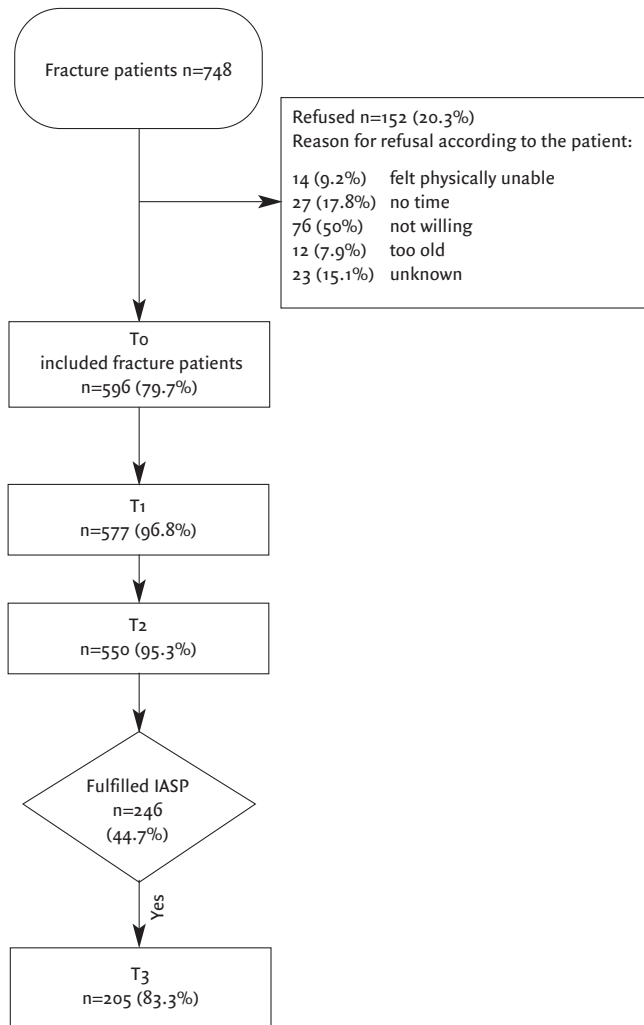 Fracture patients n=748
Refused n=152 (20.3%)
Reason for refusal according to the patient:
14 (9.2%) felt physically unable
27 (17.8%) no time
76 (50%) not willing
12 (7.9%) too old
23 (15.1%) unknown
T0
included fracture patients
n=596 (79.7%)
T1
n=577 (96.8%)
T2
n=550 (95.3%)
Fulfilled IASP
n=246
(44.7%)
Yes
T3
n=205 (83.3%)